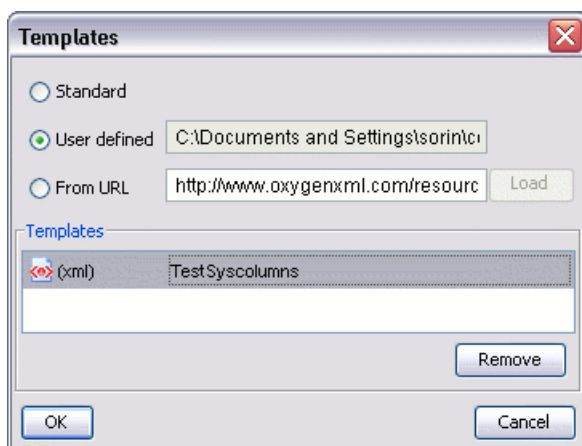 Templates
Standard
User defined C:\Documents and Settings\sorin\c
From URL http://www.oxygenxml.com/resourc Load
Templates
(xml) TestSyscolumns
Remove
OK Cancel